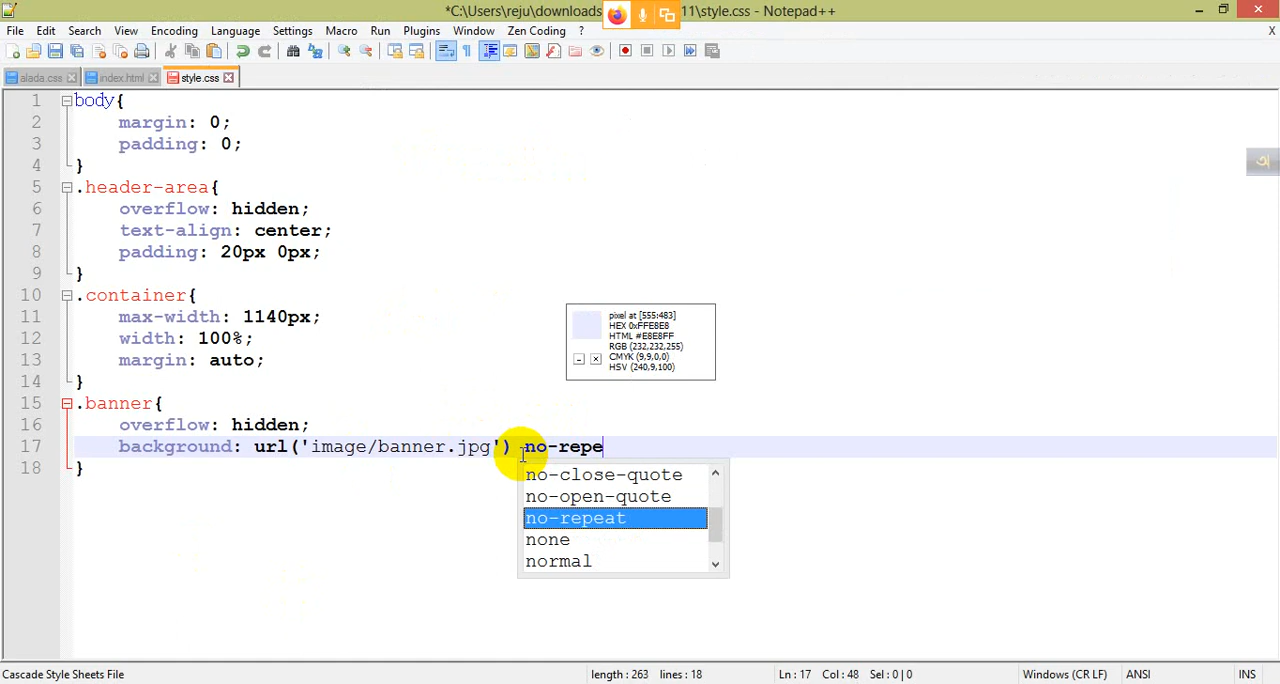 *C:\Users\reju\downloads 11\style.css - Notepad++
File Edit Search View Encoding Language Settings Macro Run Plugins Window Zen Coding ? X
alada.css index.html style.css
1 body{
2 margin: 0;
3 padding: 0;
4 }
5 .header-area{
6 overflow: hidden;
7 text-align: center;
8 padding: 20px 0px;
9 }
10 .container{
11 max-width: 1140px;
12 width: 100%;
13 margin: auto;
14 }
15 .banner{
16 overflow: hidden;
17 background: url('image/banner.jpg') no-repe
18 }
pixel at [555:483]
HEX 0xFFE8E8
HTML #E8E8FF
RGB (232,232,255)
CMYK (9,9,0,0)
HSV (240,9,100)
no-close-quote
no-open-quote
no-repeat
none
normal
অ
Cascade Style Sheets File length : 263 lines : 18 Ln : 17 Col : 48 Sel : 0 | 0 Windows (CR LF) ANSI INS